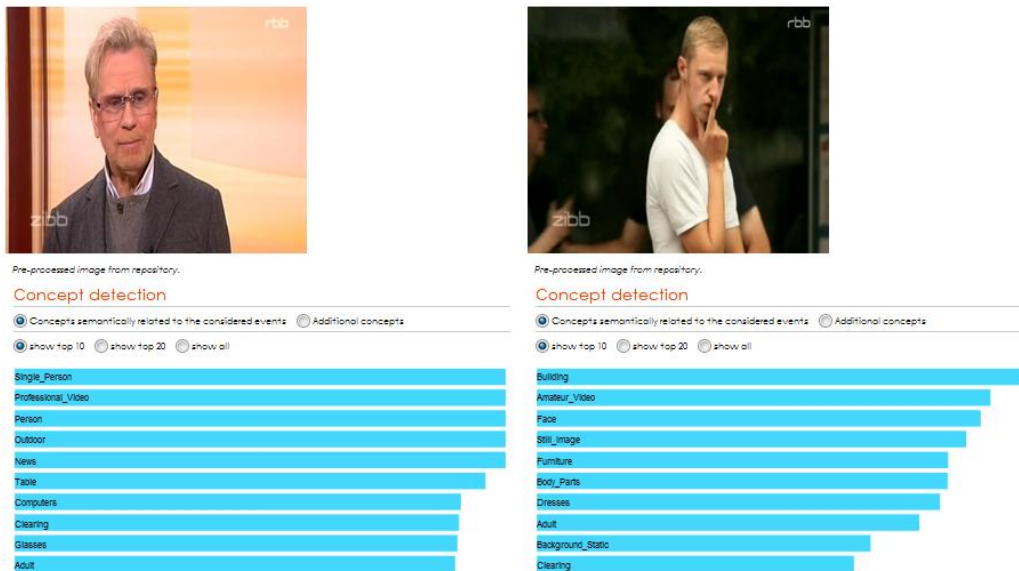 rbb
zibb
Pre-processed image from repository.
Concept detection
Concepts semantically related to the considered events Additional concepts
show top 10 show top 20 show all
Single_Person
Professional_Video
Person
Outdoor
News
Table
Computers
Clearing
Glasses
Adult
rbb
zibb
Pre-processed image from repository.
Concept detection
Concepts semantically related to the considered events Additional concepts
show top 10 show top 20 show all
Building
Amateur_Video
Face
Still_Image
Furniture
Body_Parts
Dresses
Adult
Background_Static
Clearing